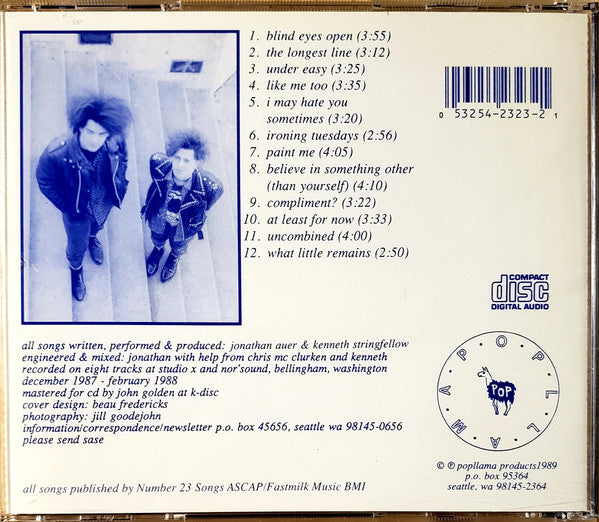 1. blind eyes open (3:55)
2. the longest line (3:12)
3. under easy (3:25)
4. like me too (3:35)
5. i may hate you
sometimes (3:20)
6. ironing tuesdays (2:56)
7. paint me (4:05)
8. believe in something other
(than yourself) (4:10)
9. compliment? (3:22)
10. at least for now (3:33)
11. uncombined (4:00)
12. what little remains (2:50)
0 53254-2323-2 1
COMPACT
disc
DIGITAL AUDIO
all songs written, performed & produced: jonathan auer & kenneth stringfellow
engineered & mixed: jonathan with help from chris mc clurken and kenneth
recorded on eight tracks at studio x and nor'sound, bellingham, washington
december 1987 - february 1988
mastered for cd by john golden at k-disc
cover design: beau fredericks
photography: jill goodejohn
information/correspondence/newsletter p.o. box 45656, seattle wa 98145-0656
please send sase
POPLLAMA
POP
© ℗ popllama products1989
p.o. box 95364
seattle, wa 98145-2364
all songs published by Number 23 Songs ASCAP/Fastmilk Music BMI